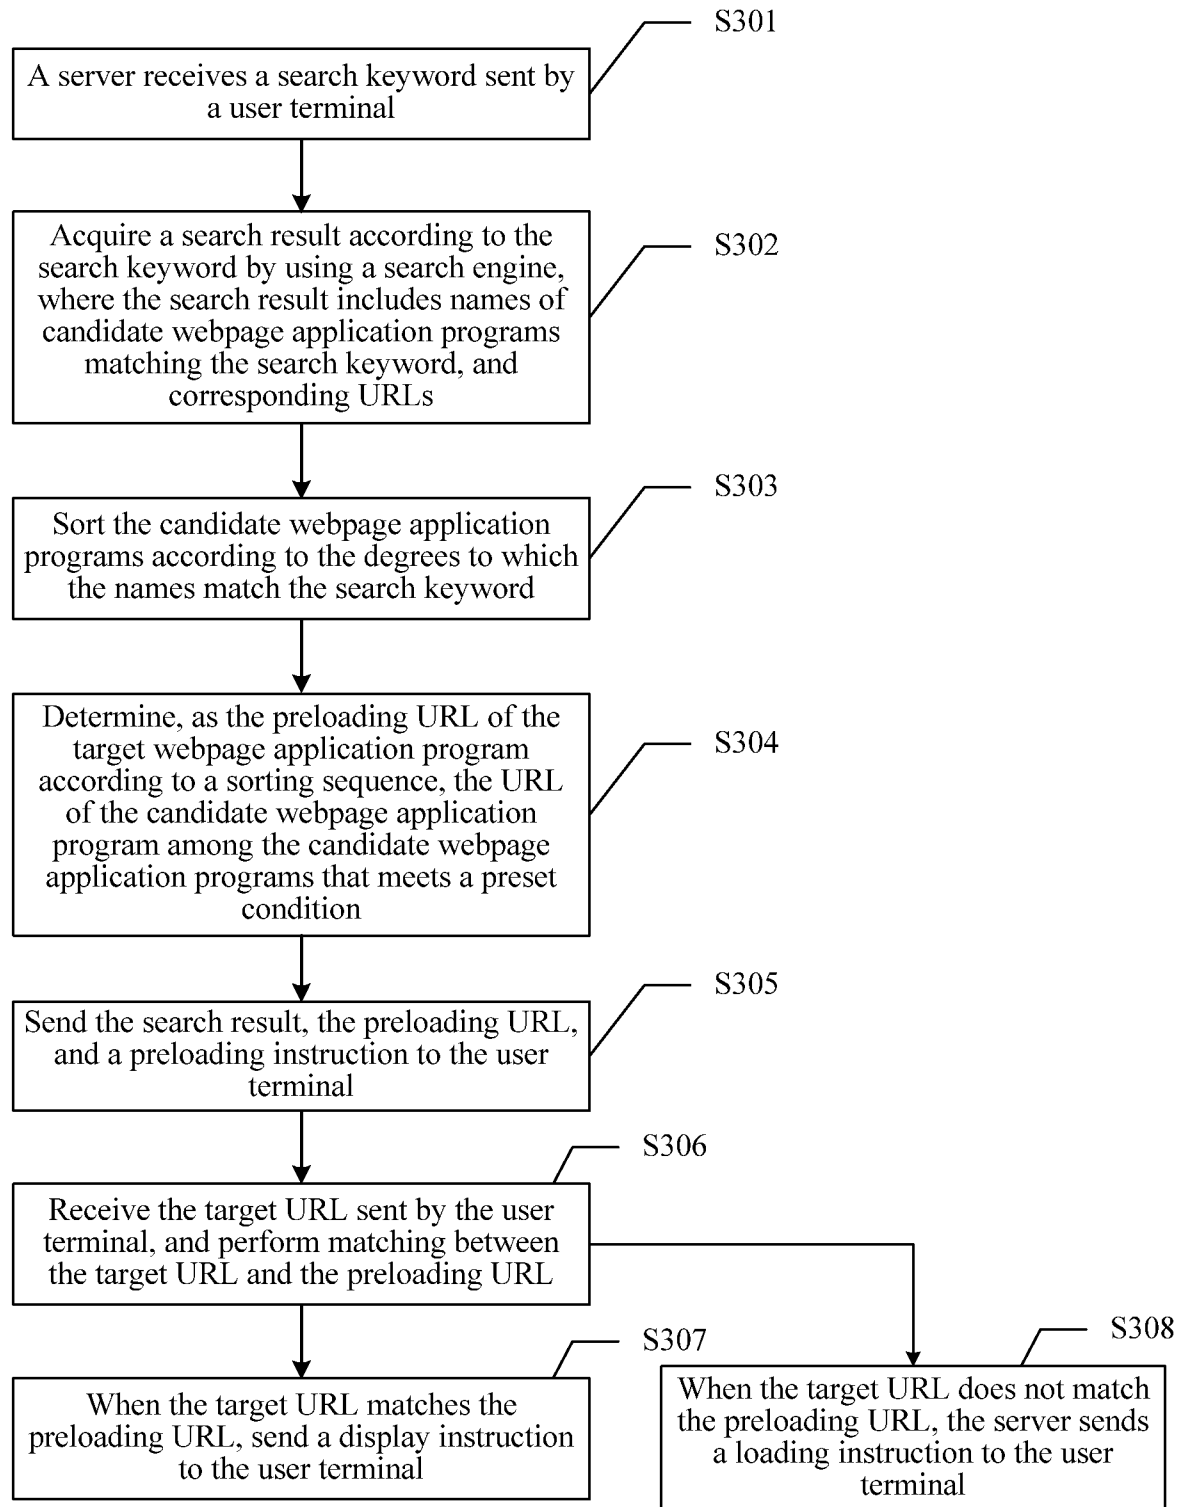 S301
A server receives a search keyword sent by
a user terminal
S302
Acquire a search result according to the
search keyword by using a search engine,
where the search result includes names of
candidate webpage application programs
matching the search keyword, and
corresponding URLs
S303
Sort the candidate webpage application
programs according to the degrees to which
the names match the search keyword
S304
Determine, as the preloading URL of the
target webpage application program
according to a sorting sequence, the URL
of the candidate webpage application
program among the candidate webpage
application programs that meets a preset
condition
S305
Send the search result, the preloading URL,
and a preloading instruction to the user
terminal
S306
Receive the target URL sent by the user
terminal, and perform matching between
the target URL and the preloading URL
S307
When the target URL matches the
preloading URL, send a display instruction
to the user terminal
S308
When the target URL does not match
the preloading URL, the server sends
a loading instruction to the user
terminal